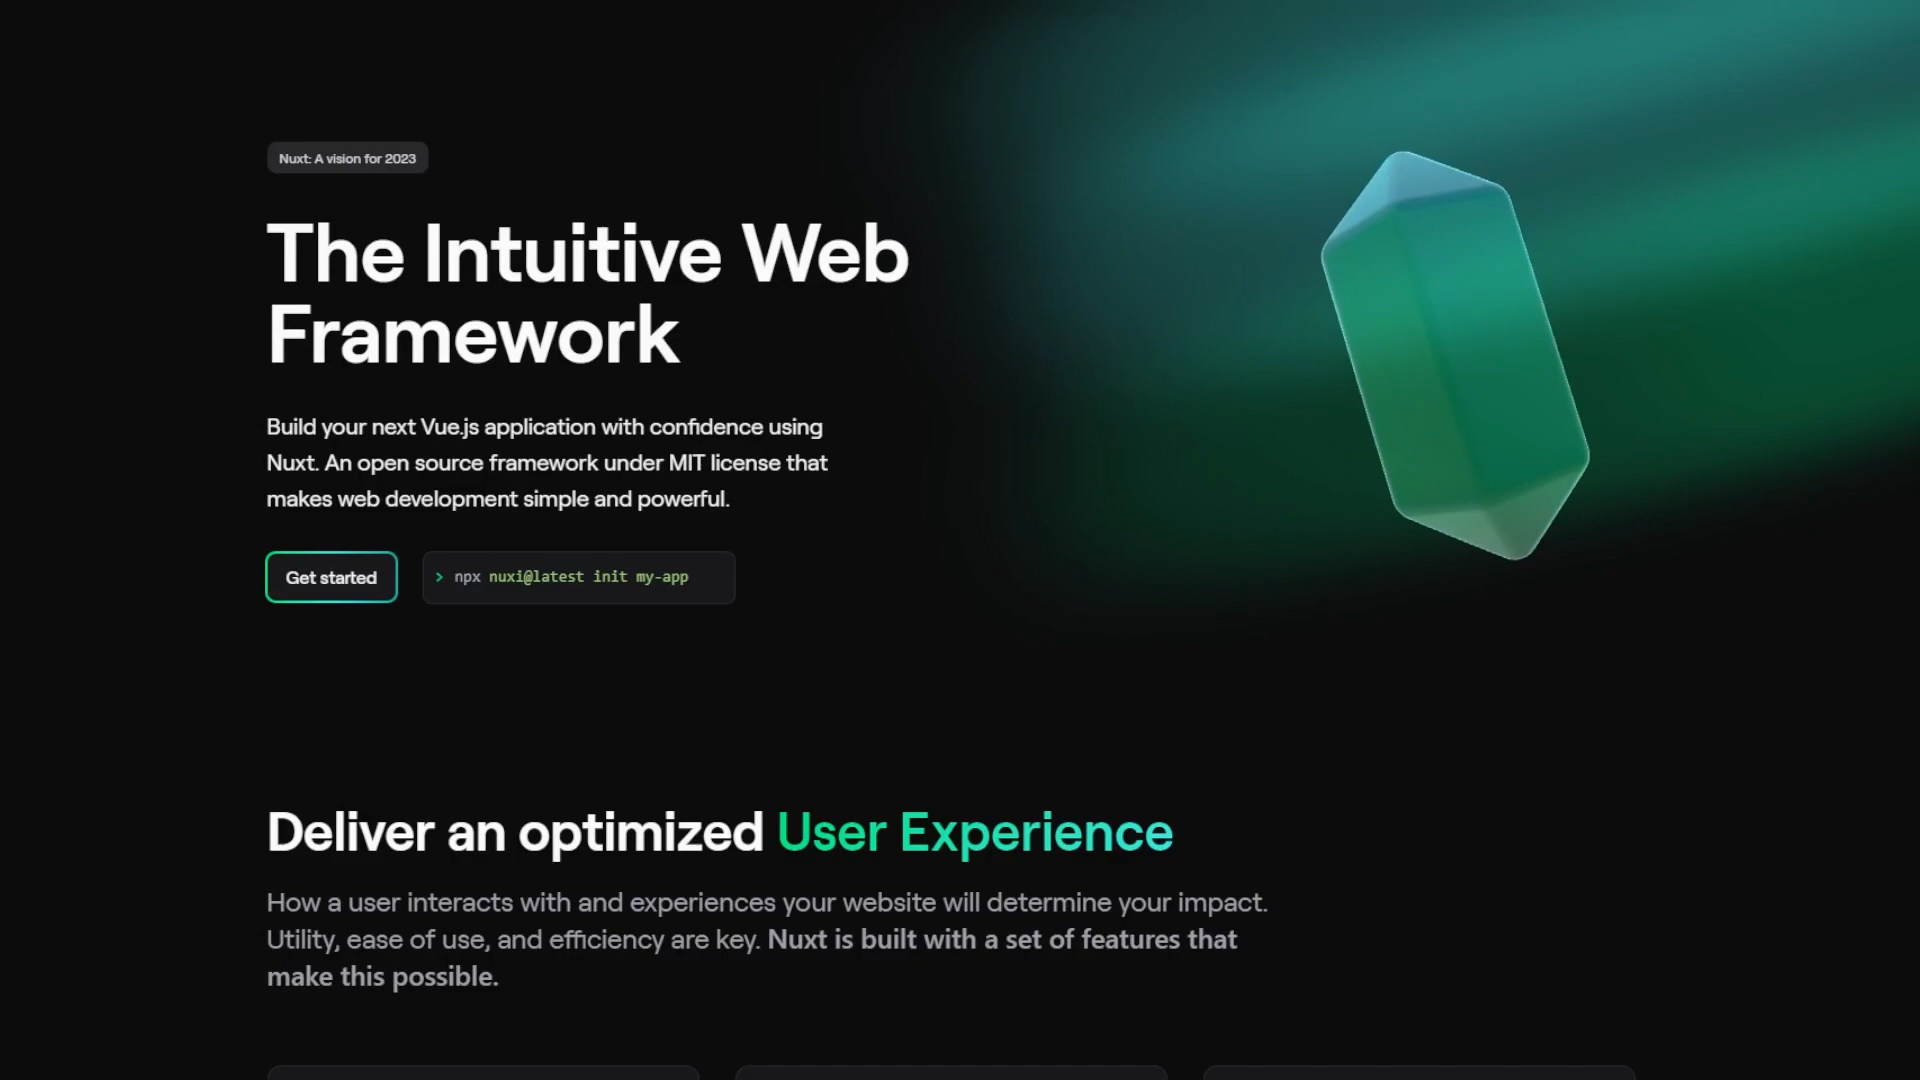 Nuxt: A vision for 2023
The Intuitive Web
Framework
Build your next Vue.js application with confidence using
Nuxt. An open source framework under MIT license that
makes web development simple and powerful.
Get started
> npx nuxi@latest init my-app
Deliver an optimized User Experience
How a user interacts with and experiences your website will determine your impact.
Utility, ease of use, and efficiency are key. Nuxt is built with a set of features that
make this possible.